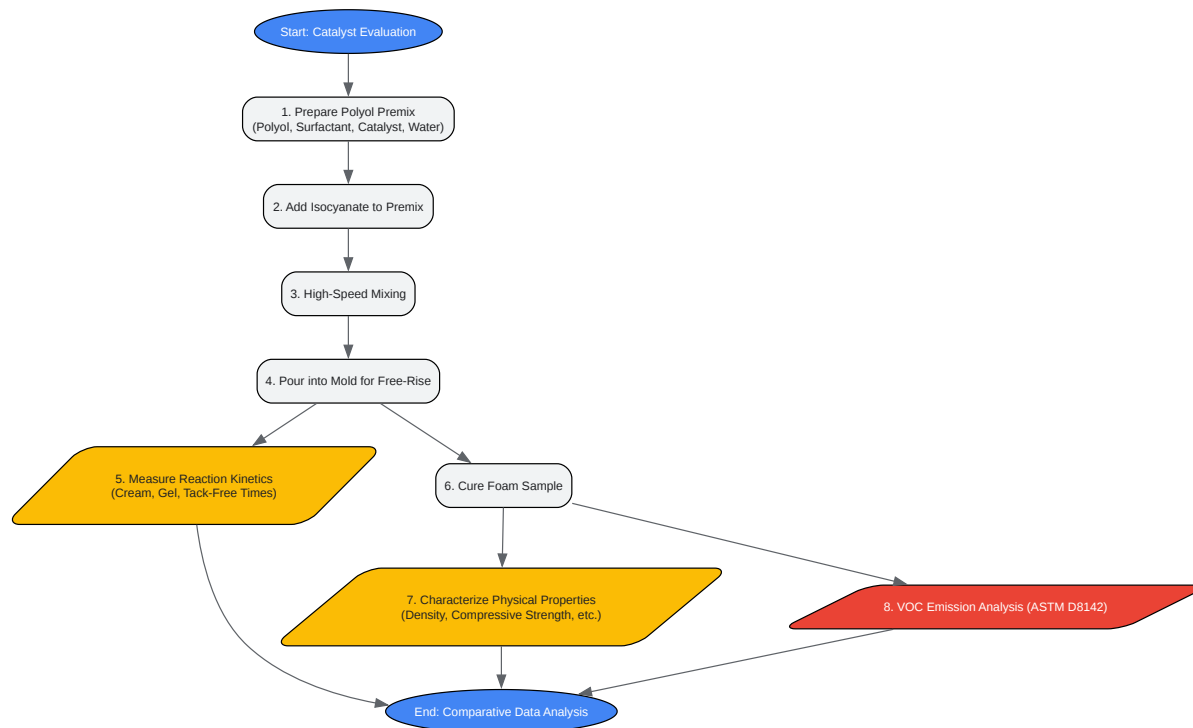 Start: Catalyst Evaluation
1. Prepare Polyol Premix
(Polyol, Surfactant, Catalyst, Water)
2. Add Isocyanate to Premix
3. High-Speed Mixing
4. Pour into Mold for Free-Rise
5. Measure Reaction Kinetics
(Cream, Gel, Tack-Free Times)
6. Cure Foam Sample
7. Characterize Physical Properties
(Density, Compressive Strength, etc.)
8. VOC Emission Analysis (ASTM D8142)
End: Comparative Data Analysis